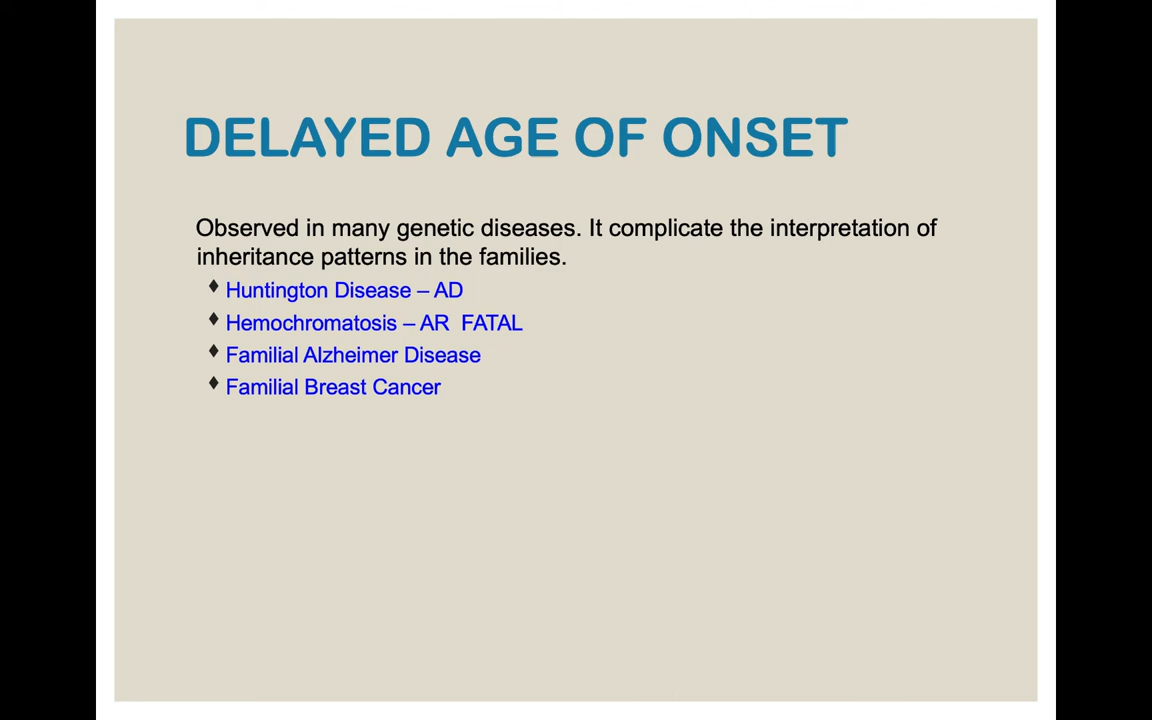 DELAYED AGE OF ONSET
Observed in many genetic diseases. It complicate the interpretation of
inheritance patterns in the families.
♦ Huntington Disease – AD
♦ Hemochromatosis – AR  FATAL
♦ Familial Alzheimer Disease
♦ Familial Breast Cancer